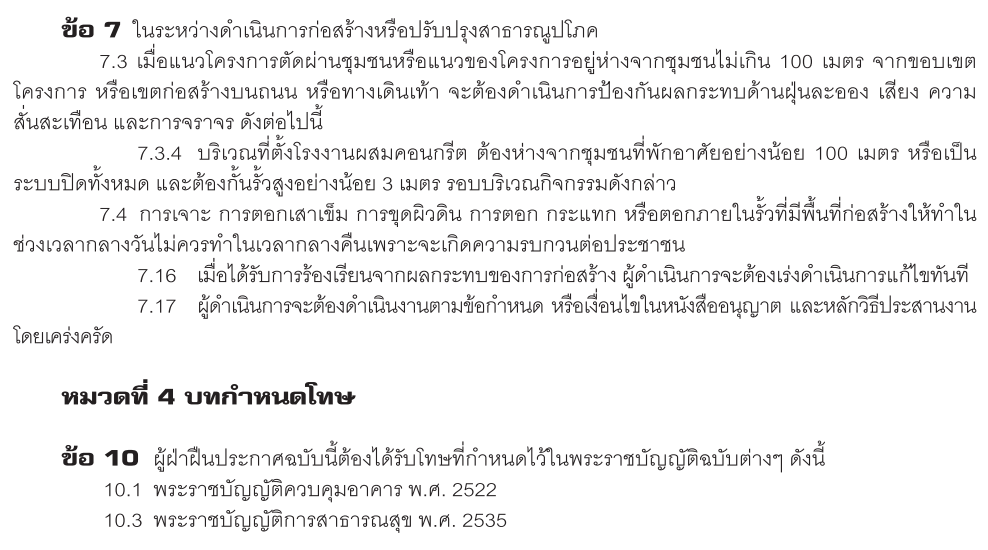 ข้อ 7 ในระหว่างดำเนินการก่อสร้างหรือปรับปรุงสาธารณูปโภค
7.3 เมื่อแนวโครงการตัดผ่านชุมชนหรือแนวของโครงการอยู่ห่างจากชุมชนไม่เกิน 100 เมตร จากขอบเขต
โครงการ หรือเขตก่อสร้างบนถนน หรือทางเดินเท้า จะต้องดำเนินการป้องกันผลกระทบด้านฝุ่นละออง เสียง ความ
สั่นสะเทือน และการจราจร ดังต่อไปนี้
7.3.4 บริเวณที่ตั้งโรงงานผสมคอนกรีต ต้องห่างจากชุมชนที่พักอาศัยอย่างน้อย 100 เมตร หรือเป็น
ระบบปิดทั้งหมด และต้องกั้นรั้วสูงอย่างน้อย 3 เมตร รอบบริเวณกิจกรรมดังกล่าว
7.4 การเจาะ การตอกเสาเข็ม การขุดผิวดิน การตอก กระแทก หรือตอกภายในรั้วที่มีพื้นที่ก่อสร้างให้ทำใน
ช่วงเวลากลางวันไม่ควรทำในเวลากลางคืนเพราะจะเกิดความรบกวนต่อประชาชน
7.16 เมื่อได้รับการร้องเรียนจากผลกระทบของการก่อสร้าง ผู้ดำเนินการจะต้องเร่งดำเนินการแก้ไขทันที
7.17 ผู้ดำเนินการจะต้องดำเนินงานตามข้อกำหนด หรือเงื่อนไขในหนังสืออนุญาต และหลักวิธีประสานงาน
โดยเคร่งครัด
หมวดที่ 4 บทกำหนดโทษ
ข้อ 10 ผู้ฝ่าฝืนประกาศฉบับนี้ต้องได้รับโทษที่กำหนดไว้ในพระราชบัญญัติฉบับต่างๆ ดังนี้
10.1 พระราชบัญญัติควบคุมอาคาร พ.ศ. 2522
10.3 พระราชบัญญัติการสาธารณสุข พ.ศ. 2535